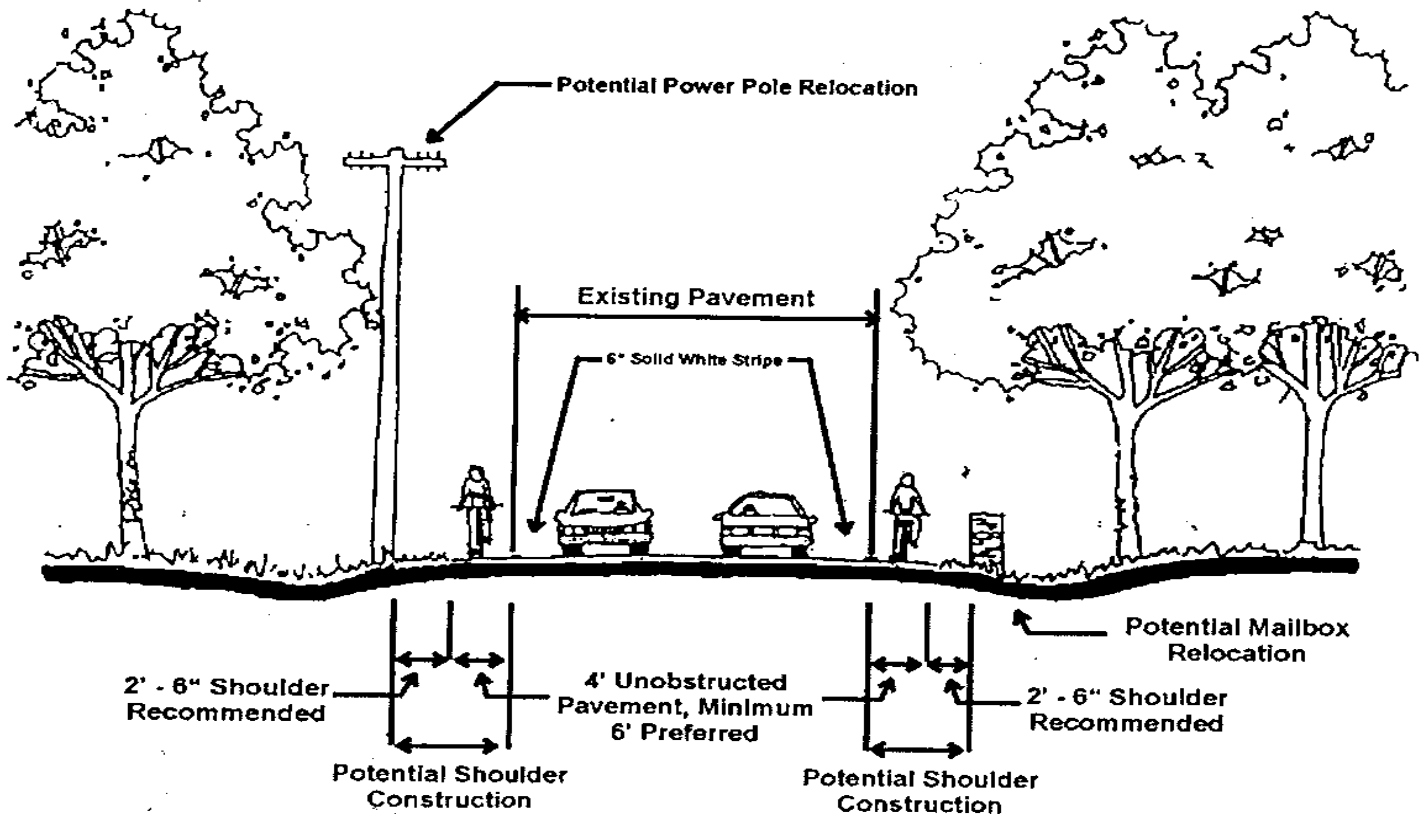 Potential Power Pole Relocation
Existing Pavement
6" Solid White Stripe
Potential Mailbox
Relocation
2' - 6" Shoulder
Recommended
4' Unobstructed
Pavement, Minimum
6' Preferred
2' - 6" Shoulder
Recommended
Potential Shoulder
Construction
Potential Shoulder
Construction